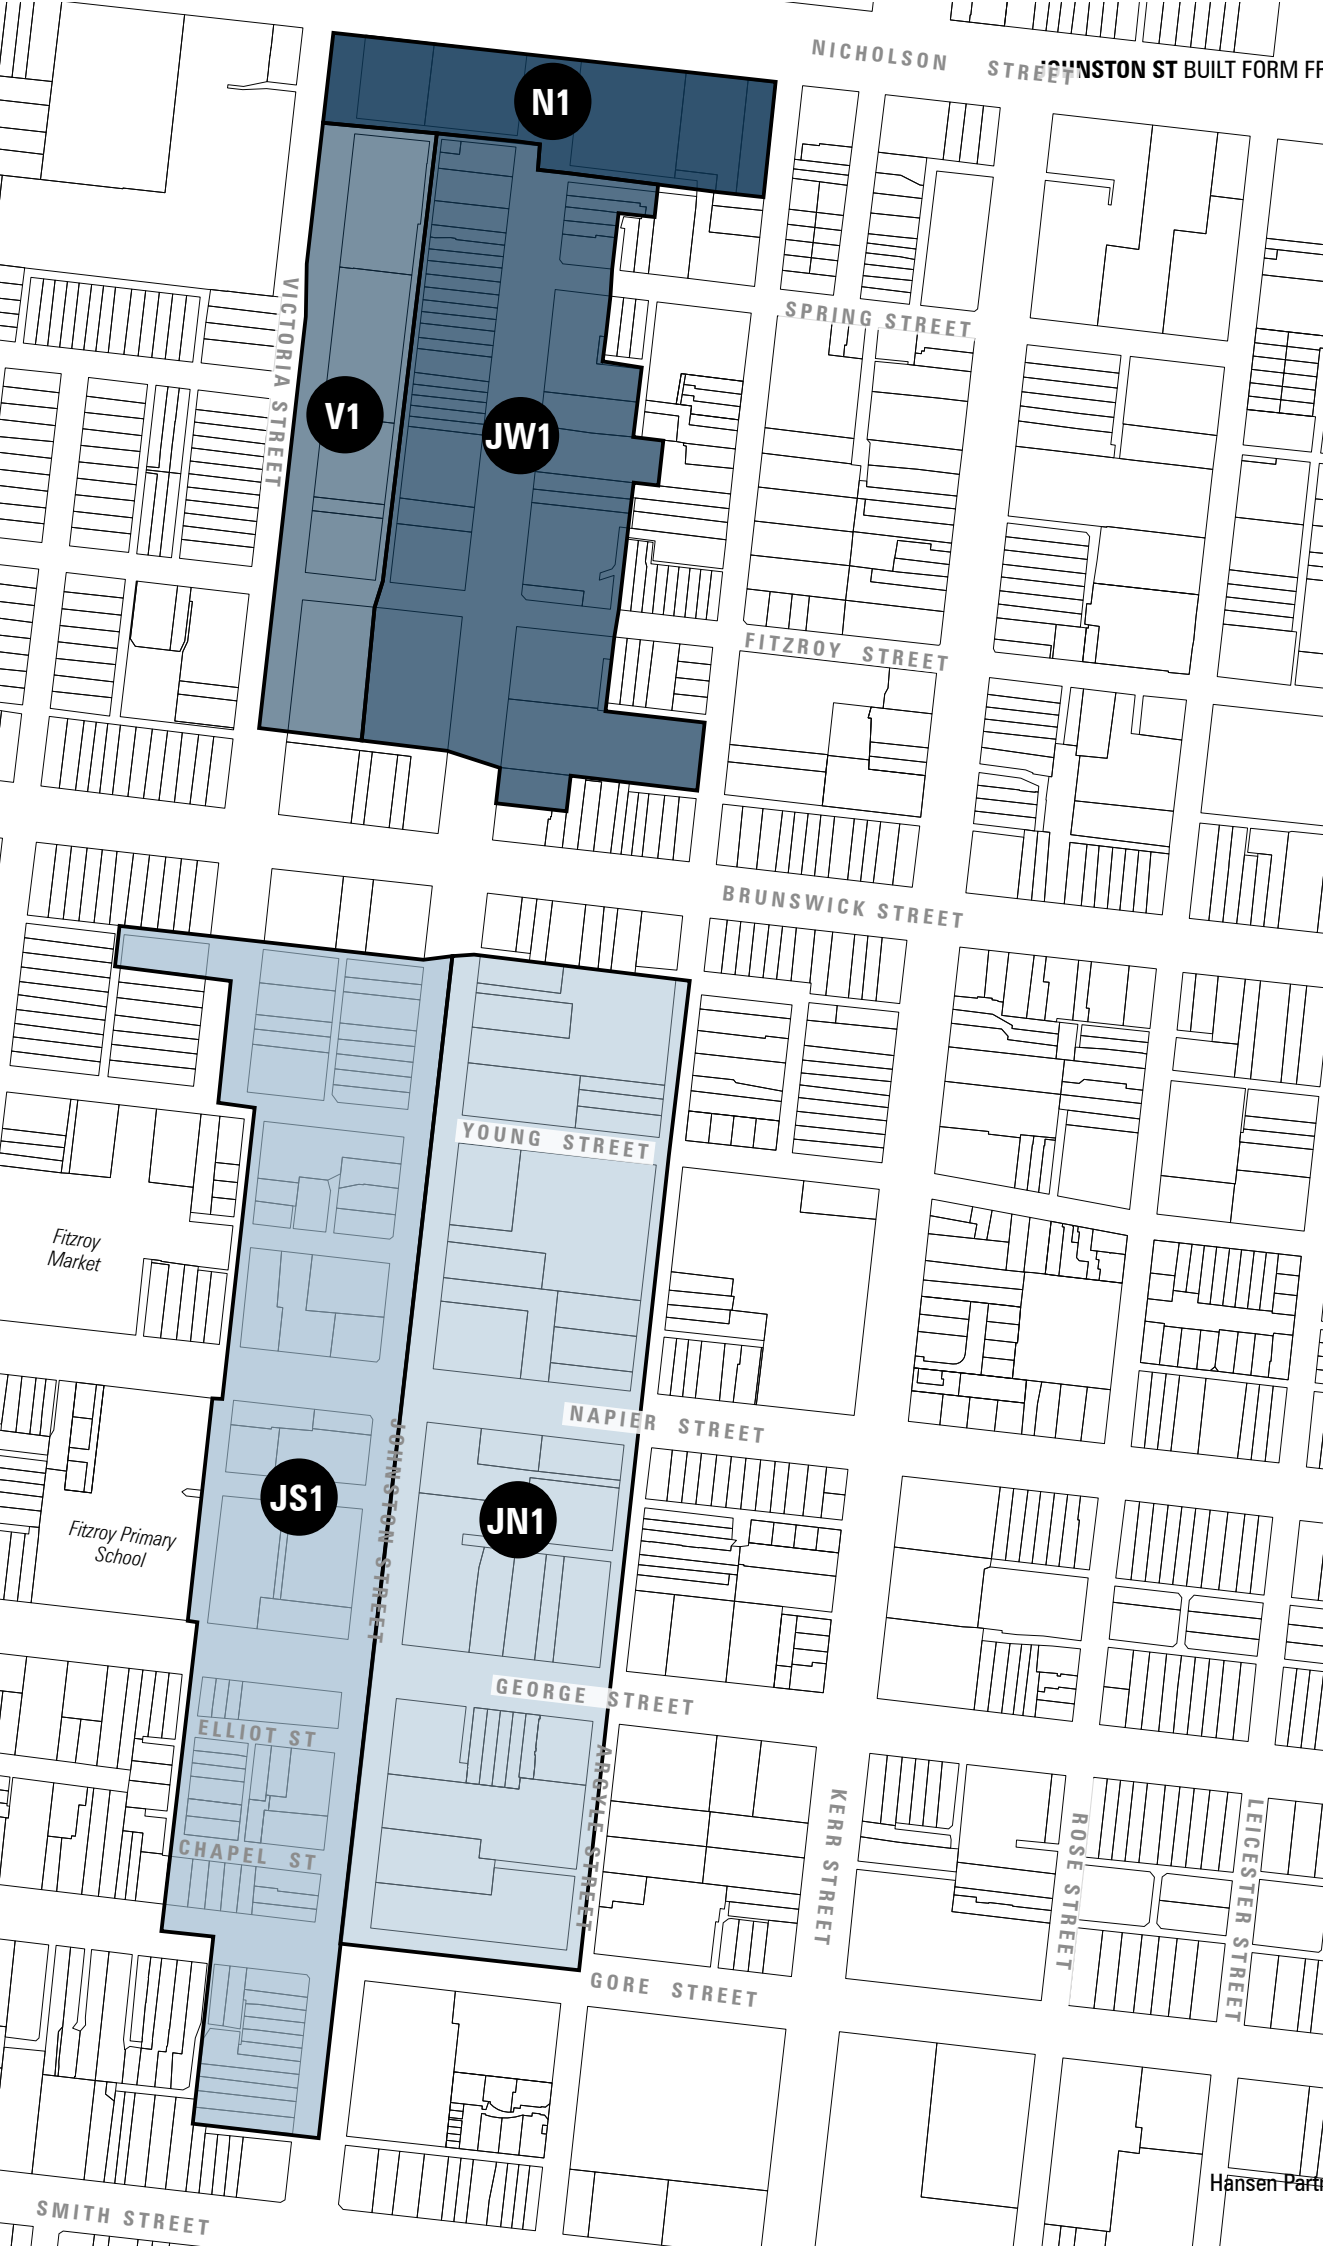 NICHOLSON STREET
JOHNSTON ST BUILT FORM FR
N1
SPRING STREET
VICTORIA STREET
V1
JW1
FITZROY STREET
BRUNSWICK STREET
YOUNG STREET
Fitzroy
Market
NAPIER STREET
JS1
JOHNSTON STREET
JN1
Fitzroy Primary
School
GEORGE STREET
ELLIOT ST
ARGYLE STREET
KERR STREET
ROSE STREET
LEICESTER STREET
CHAPEL ST
GORE STREET
Hansen Partn
SMITH STREET